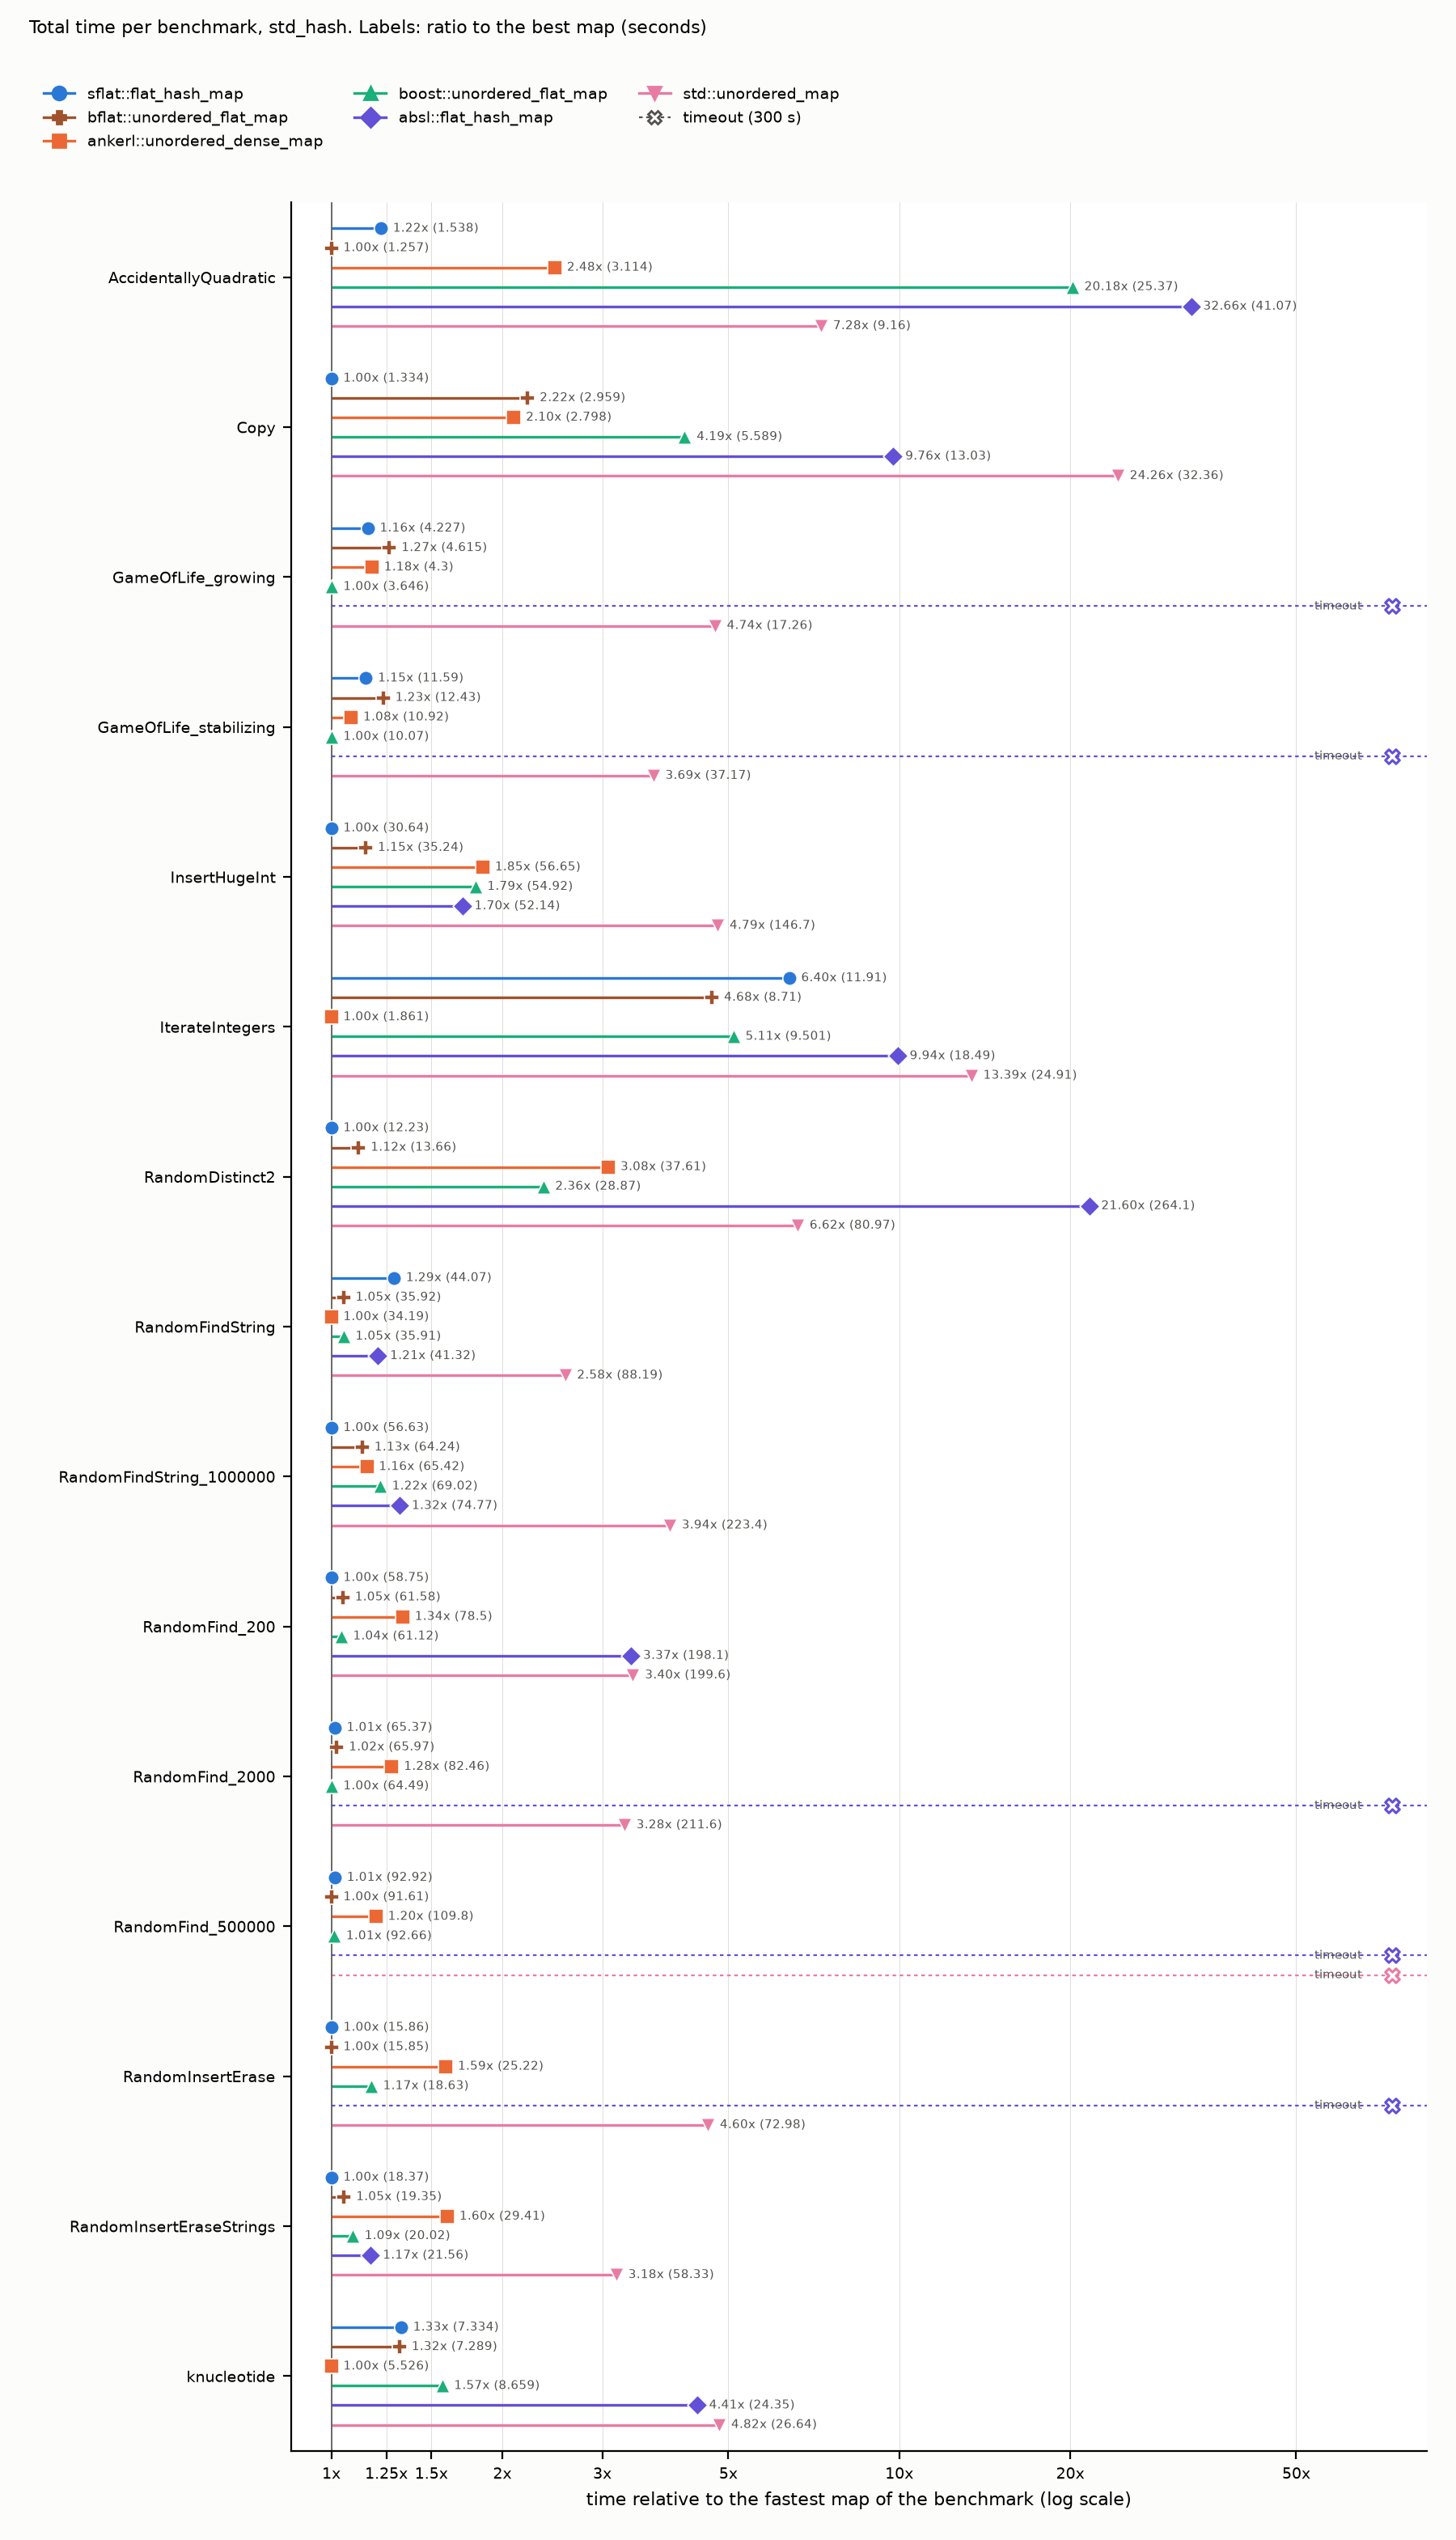 Total time per benchmark, std_hash. Labels: ratio to the best map (seconds)
sflat::flat_hash_map
bflat::unordered_flat_map
ankerl::unordered_dense_map
boost::unordered_flat_map
absl::flat_hash_map
std::unordered_map
timeout (300 s)
AccidentallyQuadratic
1.22x (1.538)
1.00x (1.257)
2.48x (3.114)
20.18x (25.37)
32.66x (41.07)
7.28x (9.16)
Copy
1.00x (1.334)
2.22x (2.959)
2.10x (2.798)
4.19x (5.589)
9.76x (13.03)
24.26x (32.36)
GameOfLife_growing
1.16x (4.227)
1.27x (4.615)
1.18x (4.3)
1.00x (3.646)
timeout
4.74x (17.26)
GameOfLife_stabilizing
1.15x (11.59)
1.23x (12.43)
1.08x (10.92)
1.00x (10.07)
timeout
3.69x (37.17)
InsertHugeInt
1.00x (30.64)
1.15x (35.24)
1.85x (56.65)
1.79x (54.92)
1.70x (52.14)
4.79x (146.7)
IterateIntegers
6.40x (11.91)
4.68x (8.71)
1.00x (1.861)
5.11x (9.501)
9.94x (18.49)
13.39x (24.91)
RandomDistinct2
1.00x (12.23)
1.12x (13.66)
3.08x (37.61)
2.36x (28.87)
21.60x (264.1)
6.62x (80.97)
RandomFindString
1.29x (44.07)
1.05x (35.92)
1.00x (34.19)
1.05x (35.91)
1.21x (41.32)
2.58x (88.19)
RandomFindString_1000000
1.00x (56.63)
1.13x (64.24)
1.16x (65.42)
1.22x (69.02)
1.32x (74.77)
3.94x (223.4)
RandomFind_200
1.00x (58.75)
1.05x (61.58)
1.34x (78.5)
1.04x (61.12)
3.37x (198.1)
3.40x (199.6)
RandomFind_2000
1.01x (65.37)
1.02x (65.97)
1.28x (82.46)
1.00x (64.49)
timeout
3.28x (211.6)
RandomFind_500000
1.01x (92.92)
1.00x (91.61)
1.20x (109.8)
1.01x (92.66)
timeout
timeout
RandomInsertErase
1.00x (15.86)
1.00x (15.85)
1.59x (25.22)
1.17x (18.63)
timeout
4.60x (72.98)
RandomInsertEraseStrings
1.00x (18.37)
1.05x (19.35)
1.60x (29.41)
1.09x (20.02)
1.17x (21.56)
3.18x (58.33)
knucleotide
1.33x (7.334)
1.32x (7.289)
1.00x (5.526)
1.57x (8.659)
4.41x (24.35)
4.82x (26.64)
1x 1.25x 1.5x 2x 3x 5x 10x 20x 50x
time relative to the fastest map of the benchmark (log scale)